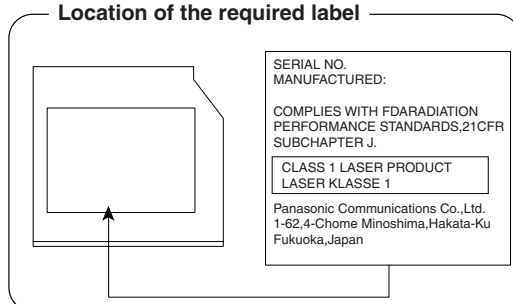 Location of the required label
SERIAL NO.
MANUFACTURED:
COMPLIES WITH FDARADIATION
PERFORMANCE STANDARDS,21CFR
SUBCHAPTER J.
CLASS 1 LASER PRODUCT
LASER KLASSE 1
Panasonic Communications Co.,Ltd.
1-62,4-Chome Minoshima,Hakata-Ku
Fukuoka,Japan